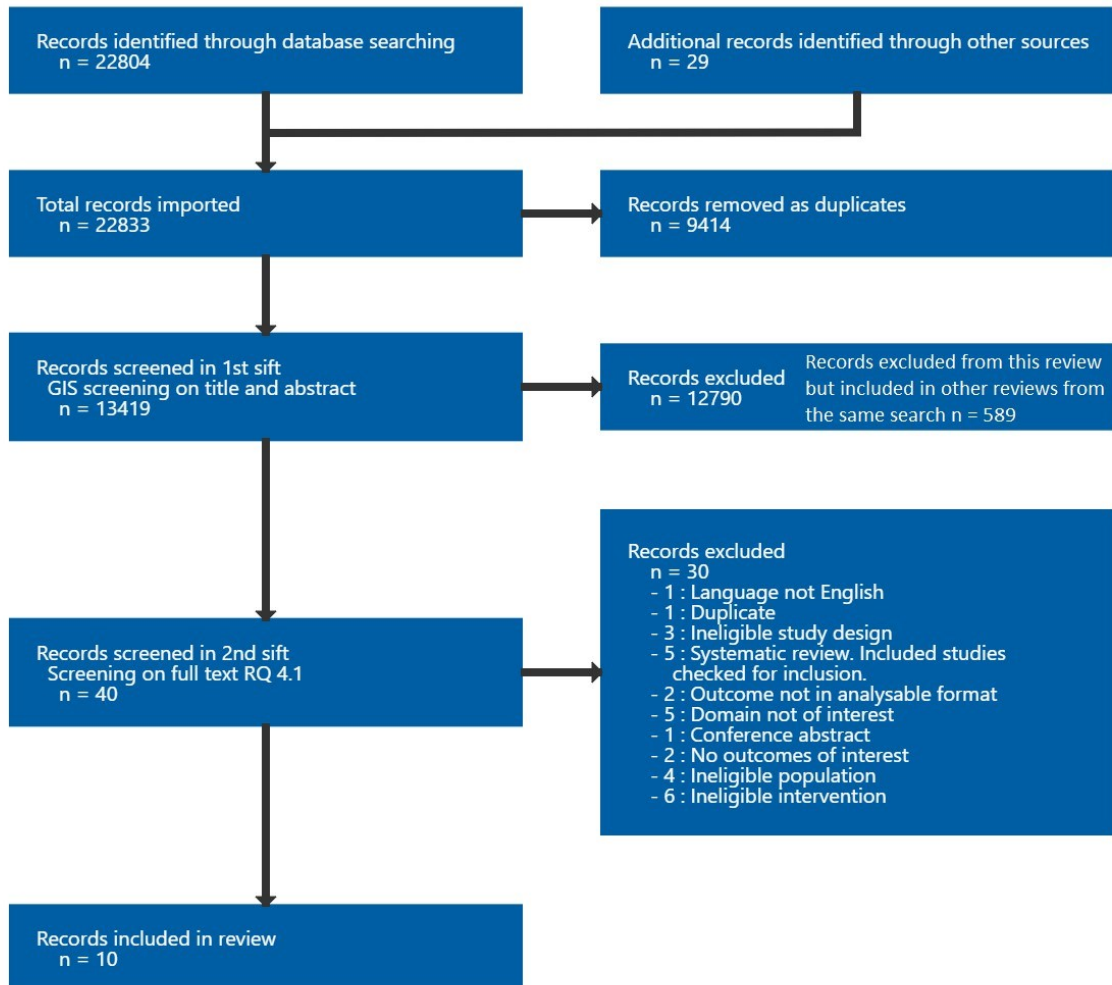 Records identified through database searching
n = 22804
Additional records identified through other sources
n = 29
Total records imported
n = 22833
Records removed as duplicates
n = 9414
Records screened in 1st sift
GIS screening on title and abstract
n = 13419
Records excluded
n = 12790
Records excluded from this review
but included in other reviews from
the same search n = 589
Records screened in 2nd sift
Screening on full text RQ 4.1
n = 40
Records excluded
n = 30
- 1 : Language not English
- 1 : Duplicate
- 3 : Ineligible study design
- 5 : Systematic review. Included studies
checked for inclusion.
- 2 : Outcome not in analysable format
- 5 : Domain not of interest
- 1 : Conference abstract
- 2 : No outcomes of interest
- 4 : Ineligible population
- 6 : Ineligible intervention
Records included in review
n = 10